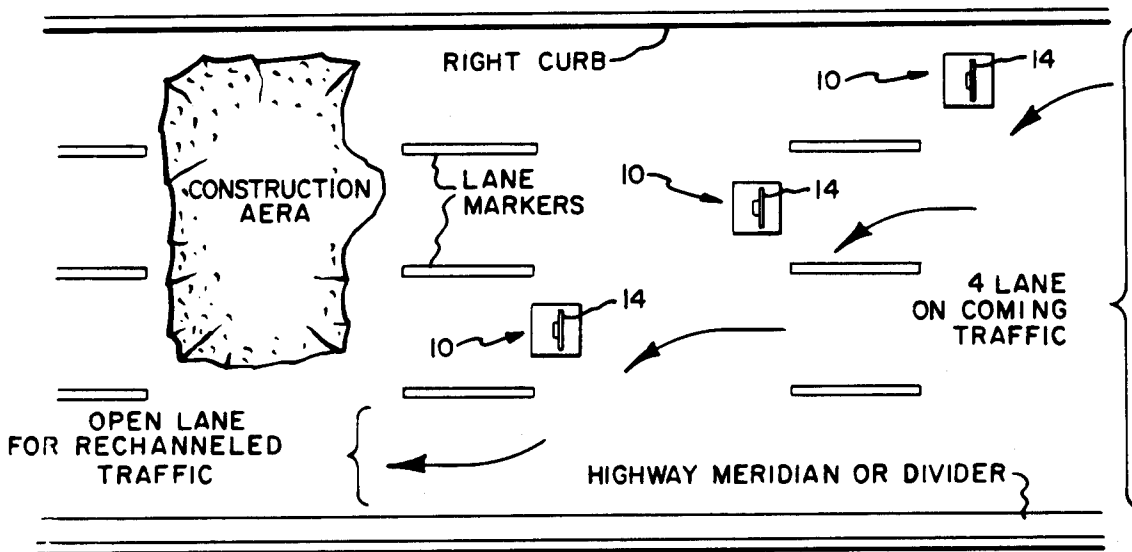 RIGHT CURB
10
14
CONSTRUCTION
AERA
LANE
MARKERS
10
14
10
14
4 LANE
ON COMING
TRAFFIC
OPEN LANE
FOR RECHANNELED
TRAFFIC
HIGHWAY MERIDIAN OR DIVIDER